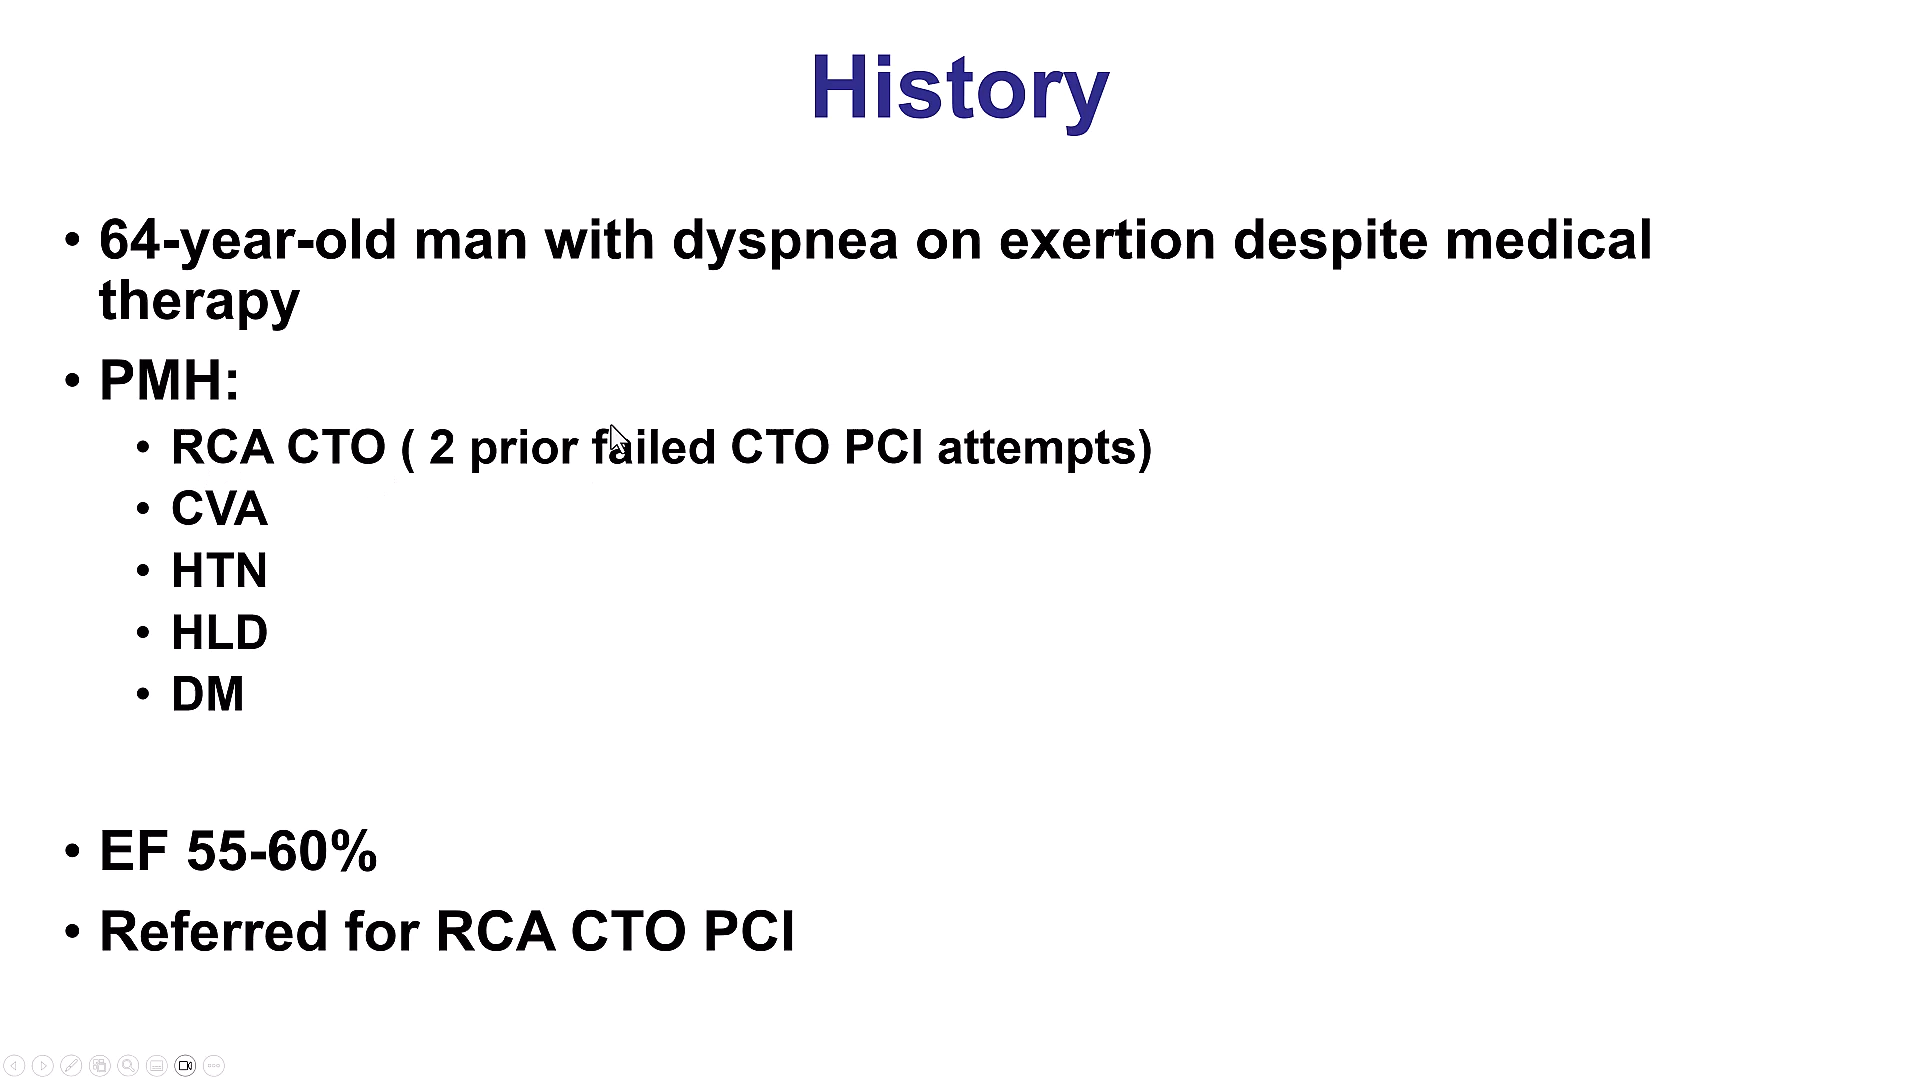 History
• 64-year-old man with dyspnea on exertion despite medical
therapy
• PMH:
• RCA CTO ( 2 prior failed CTO PCI attempts)
• CVA
• HTN
• HLD
• DM
• EF 55-60%
• Referred for RCA CTO PCI